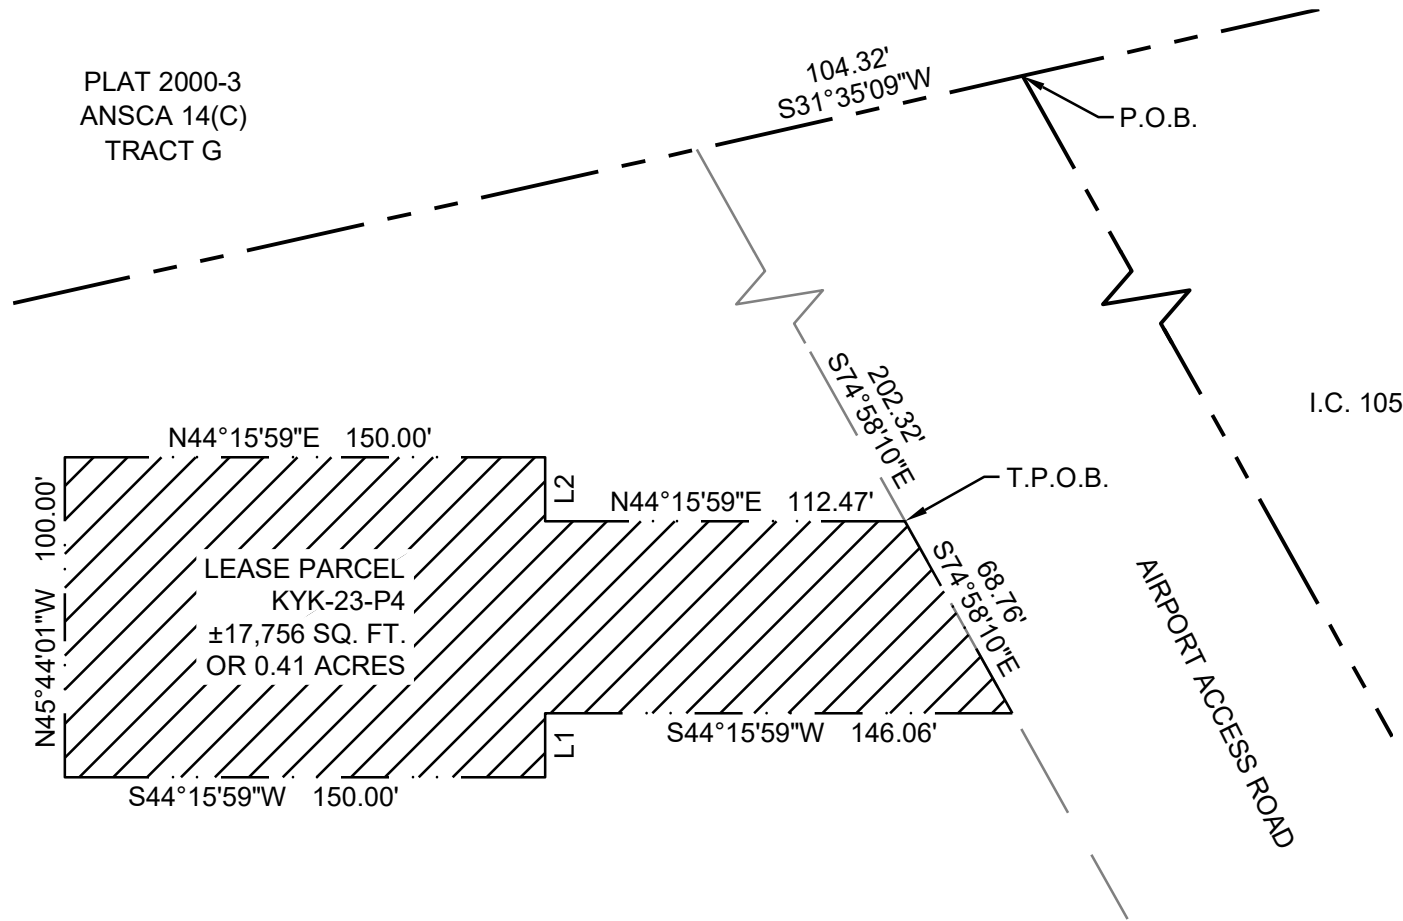 PLAT 2000-3
ANSCA 14(C)
TRACT G
104.32'
S31°35'09"W
P.O.B.
I.C. 105
202.32'
S74°58'10"E
T.P.O.B.
N44°15'59"E 150.00'
L2
N44°15'59"E 112.47'
N45°44'01"W 100.00'
LEASE PARCEL
KYK-23-P4
±17,756 SQ. FT.
OR 0.41 ACRES
68.76'
S74°58'10"E
AIRPORT ACCESS ROAD
L1
S44°15'59"W 146.06'
S44°15'59"W 150.00'